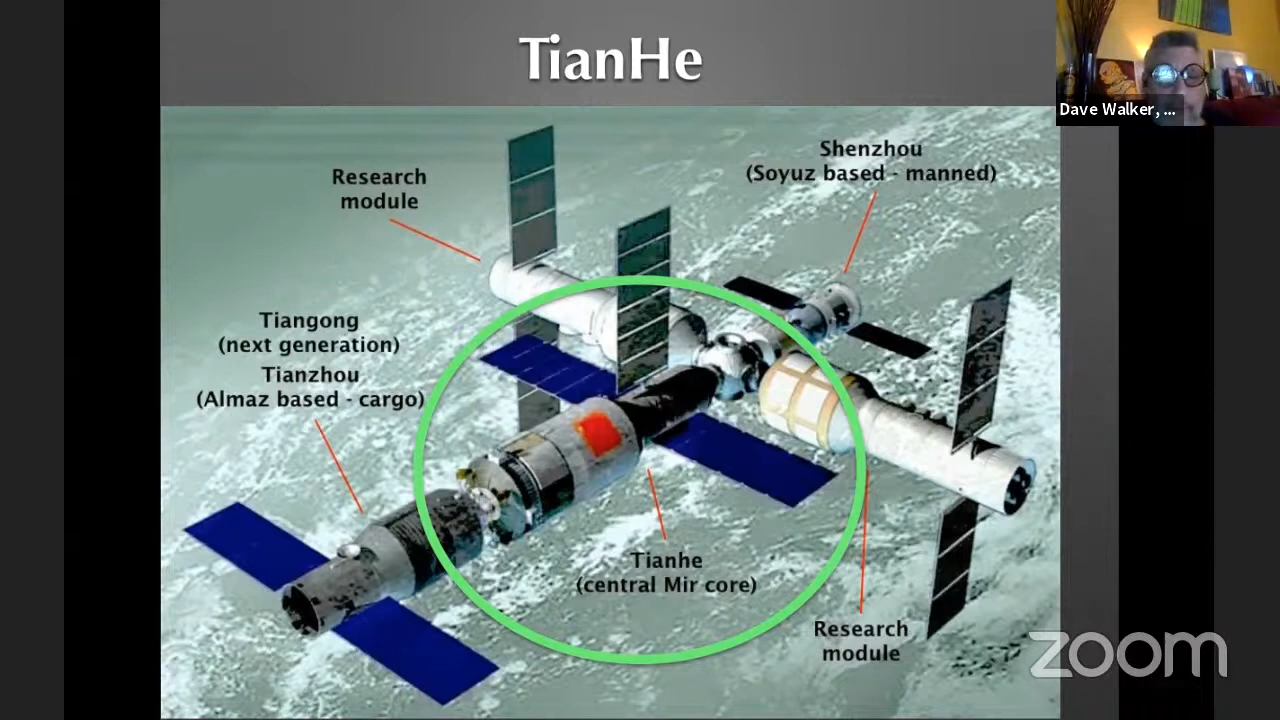 TianHe
Dave Walker, ...
Shenzhou
(Soyuz based - manned)
Research
module
Tiangong
(next generation)
Tianzhou
(Almaz based - cargo)
Tianhe
(central Mir core)
Research
module
zoom